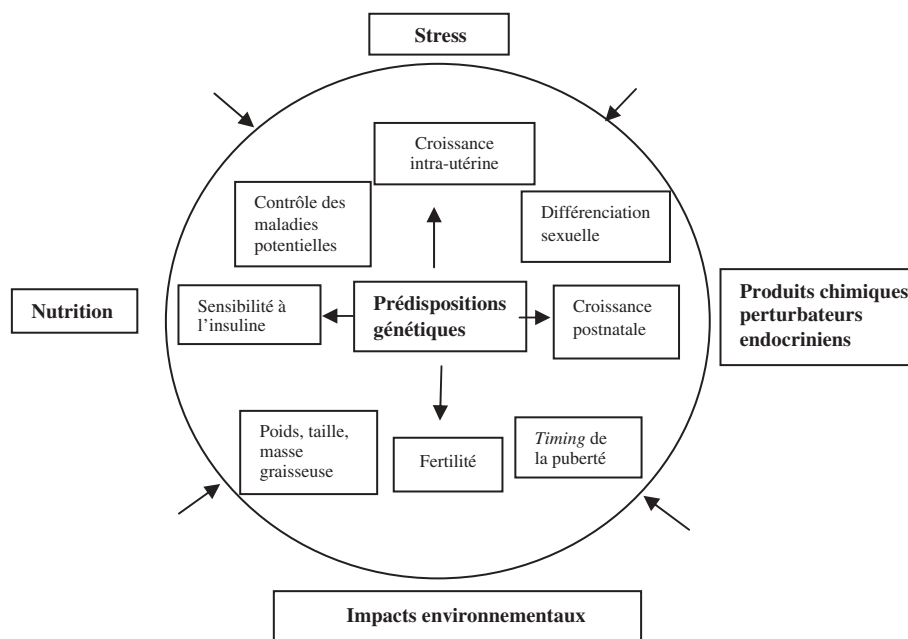 Stress
Croissance
intra-utérine
Contrôle des
maladies
potentielles
Différenciation
sexuelle
Nutrition
Sensibilité à
l’insuline
Prédispositions
génétiques
Croissance
postnatale
Produits chimiques
perturbateurs
endocriniens
Poids, taille,
masse
graisseuse
Fertilité
Timing de
la puberté
Impacts environnementaux